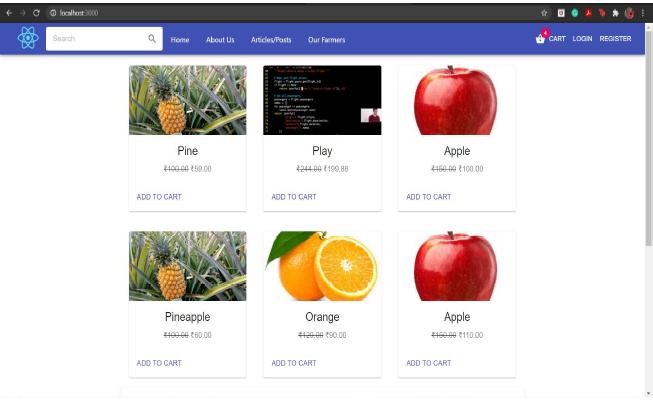 localhost:3000
Search
Home About Us Articles/Posts Our Farmers
4
CART LOGIN REGISTER
Pine Play Apple
₹100.00 ₹59.00 ₹244.00 ₹199.88 ₹150.00 ₹100.00
ADD TO CART ADD TO CART ADD TO CART
Pineapple Orange Apple
₹100.00 ₹60.00 ₹120.00 ₹90.00 ₹150.00 ₹110.00
ADD TO CART ADD TO CART ADD TO CART